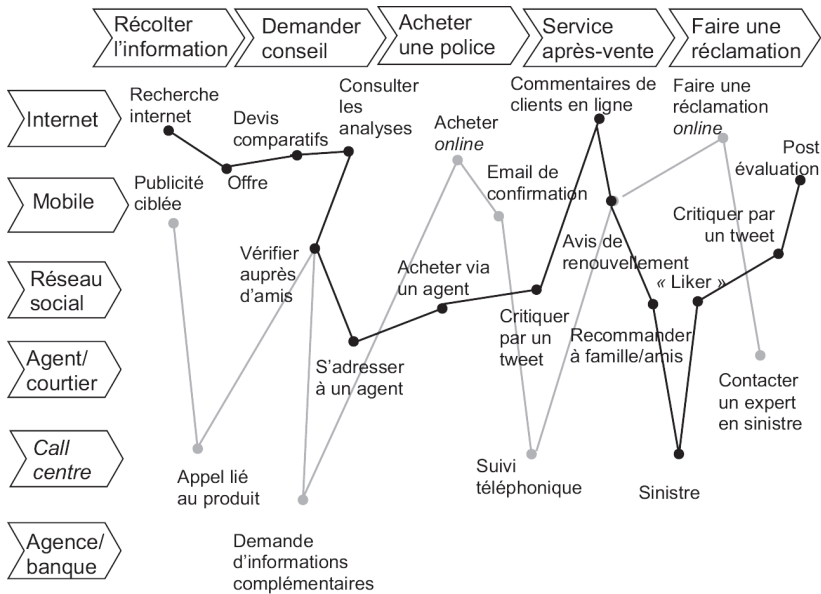 Récolter
l'information
Demander
conseil
Acheter
une police
Service
après-vente
Faire une
réclamation
Internet
Mobile
Réseau
social
Agent/
courtier
Call
centre
Agence/
banque
Recherche
internet
Offre
Devis
comparatifs
Consulter
les
analyses
Publicité
ciblée
Vérifier
auprès
d'amis
S'adresser
à un agent
Appel lié
au produit
Demande
d'informations
complémentaires
Acheter
online
Email de
confirmation
Acheter via
un agent
Critiquer
par un
tweet
Suivi
téléphonique
Commentaires de
clients en ligne
Avis de
renouvellement
Recommander
à famille/amis
Sinistre
« Liker »
Faire une
réclamation
online
Critiquer par
un tweet
Post
évaluation
Contacter
un expert
en sinistre